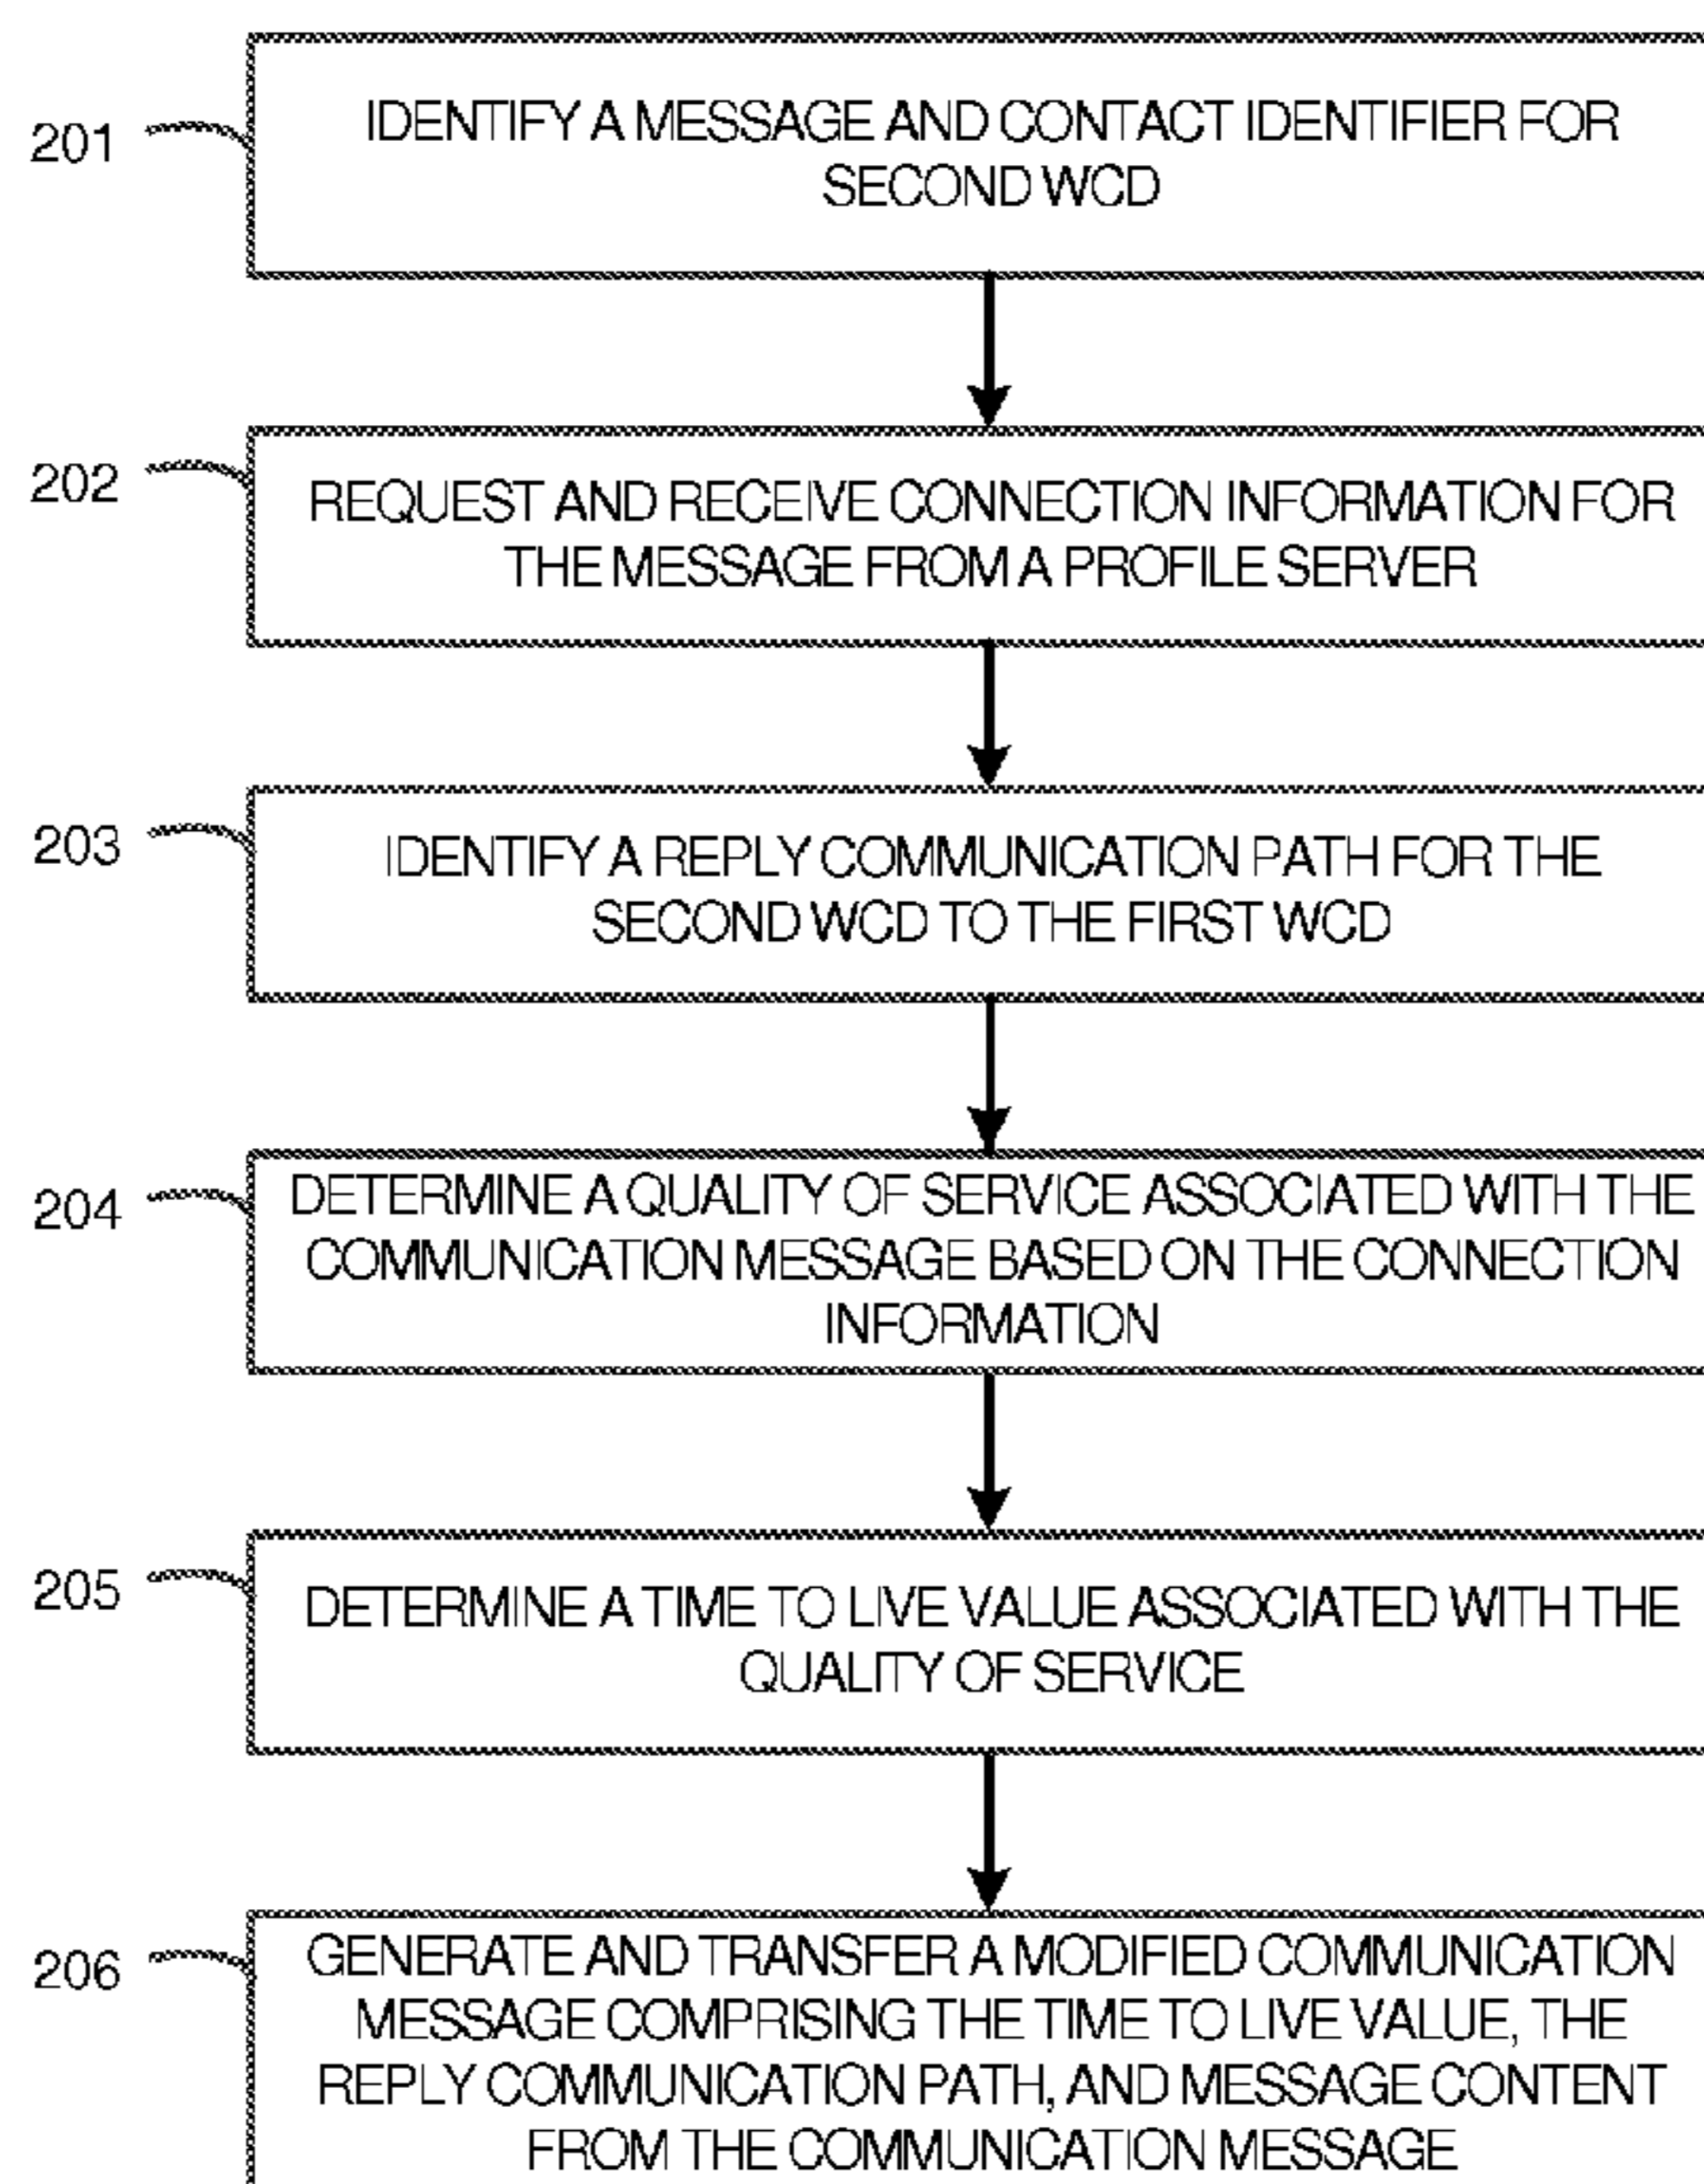 201
IDENTIFY A MESSAGE AND CONTACT IDENTIFIER FOR
SECOND WCD
202
REQUEST AND RECEIVE CONNECTION INFORMATION FOR
THE MESSAGE FROM A PROFILE SERVER
203
IDENTIFY A REPLY COMMUNICATION PATH FOR THE
SECOND WCD TO THE FIRST WCD
204
DETERMINE A QUALITY OF SERVICE ASSOCIATED WITH THE
COMMUNICATION MESSAGE BASED ON THE CONNECTION
INFORMATION
205
DETERMINE A TIME TO LIVE VALUE ASSOCIATED WITH THE
QUALITY OF SERVICE
206
GENERATE AND TRANSFER A MODIFIED COMMUNICATION
MESSAGE COMPRISING THE TIME TO LIVE VALUE, THE
REPLY COMMUNICATION PATH, AND MESSAGE CONTENT
FROM THE COMMUNICATION MESSAGE